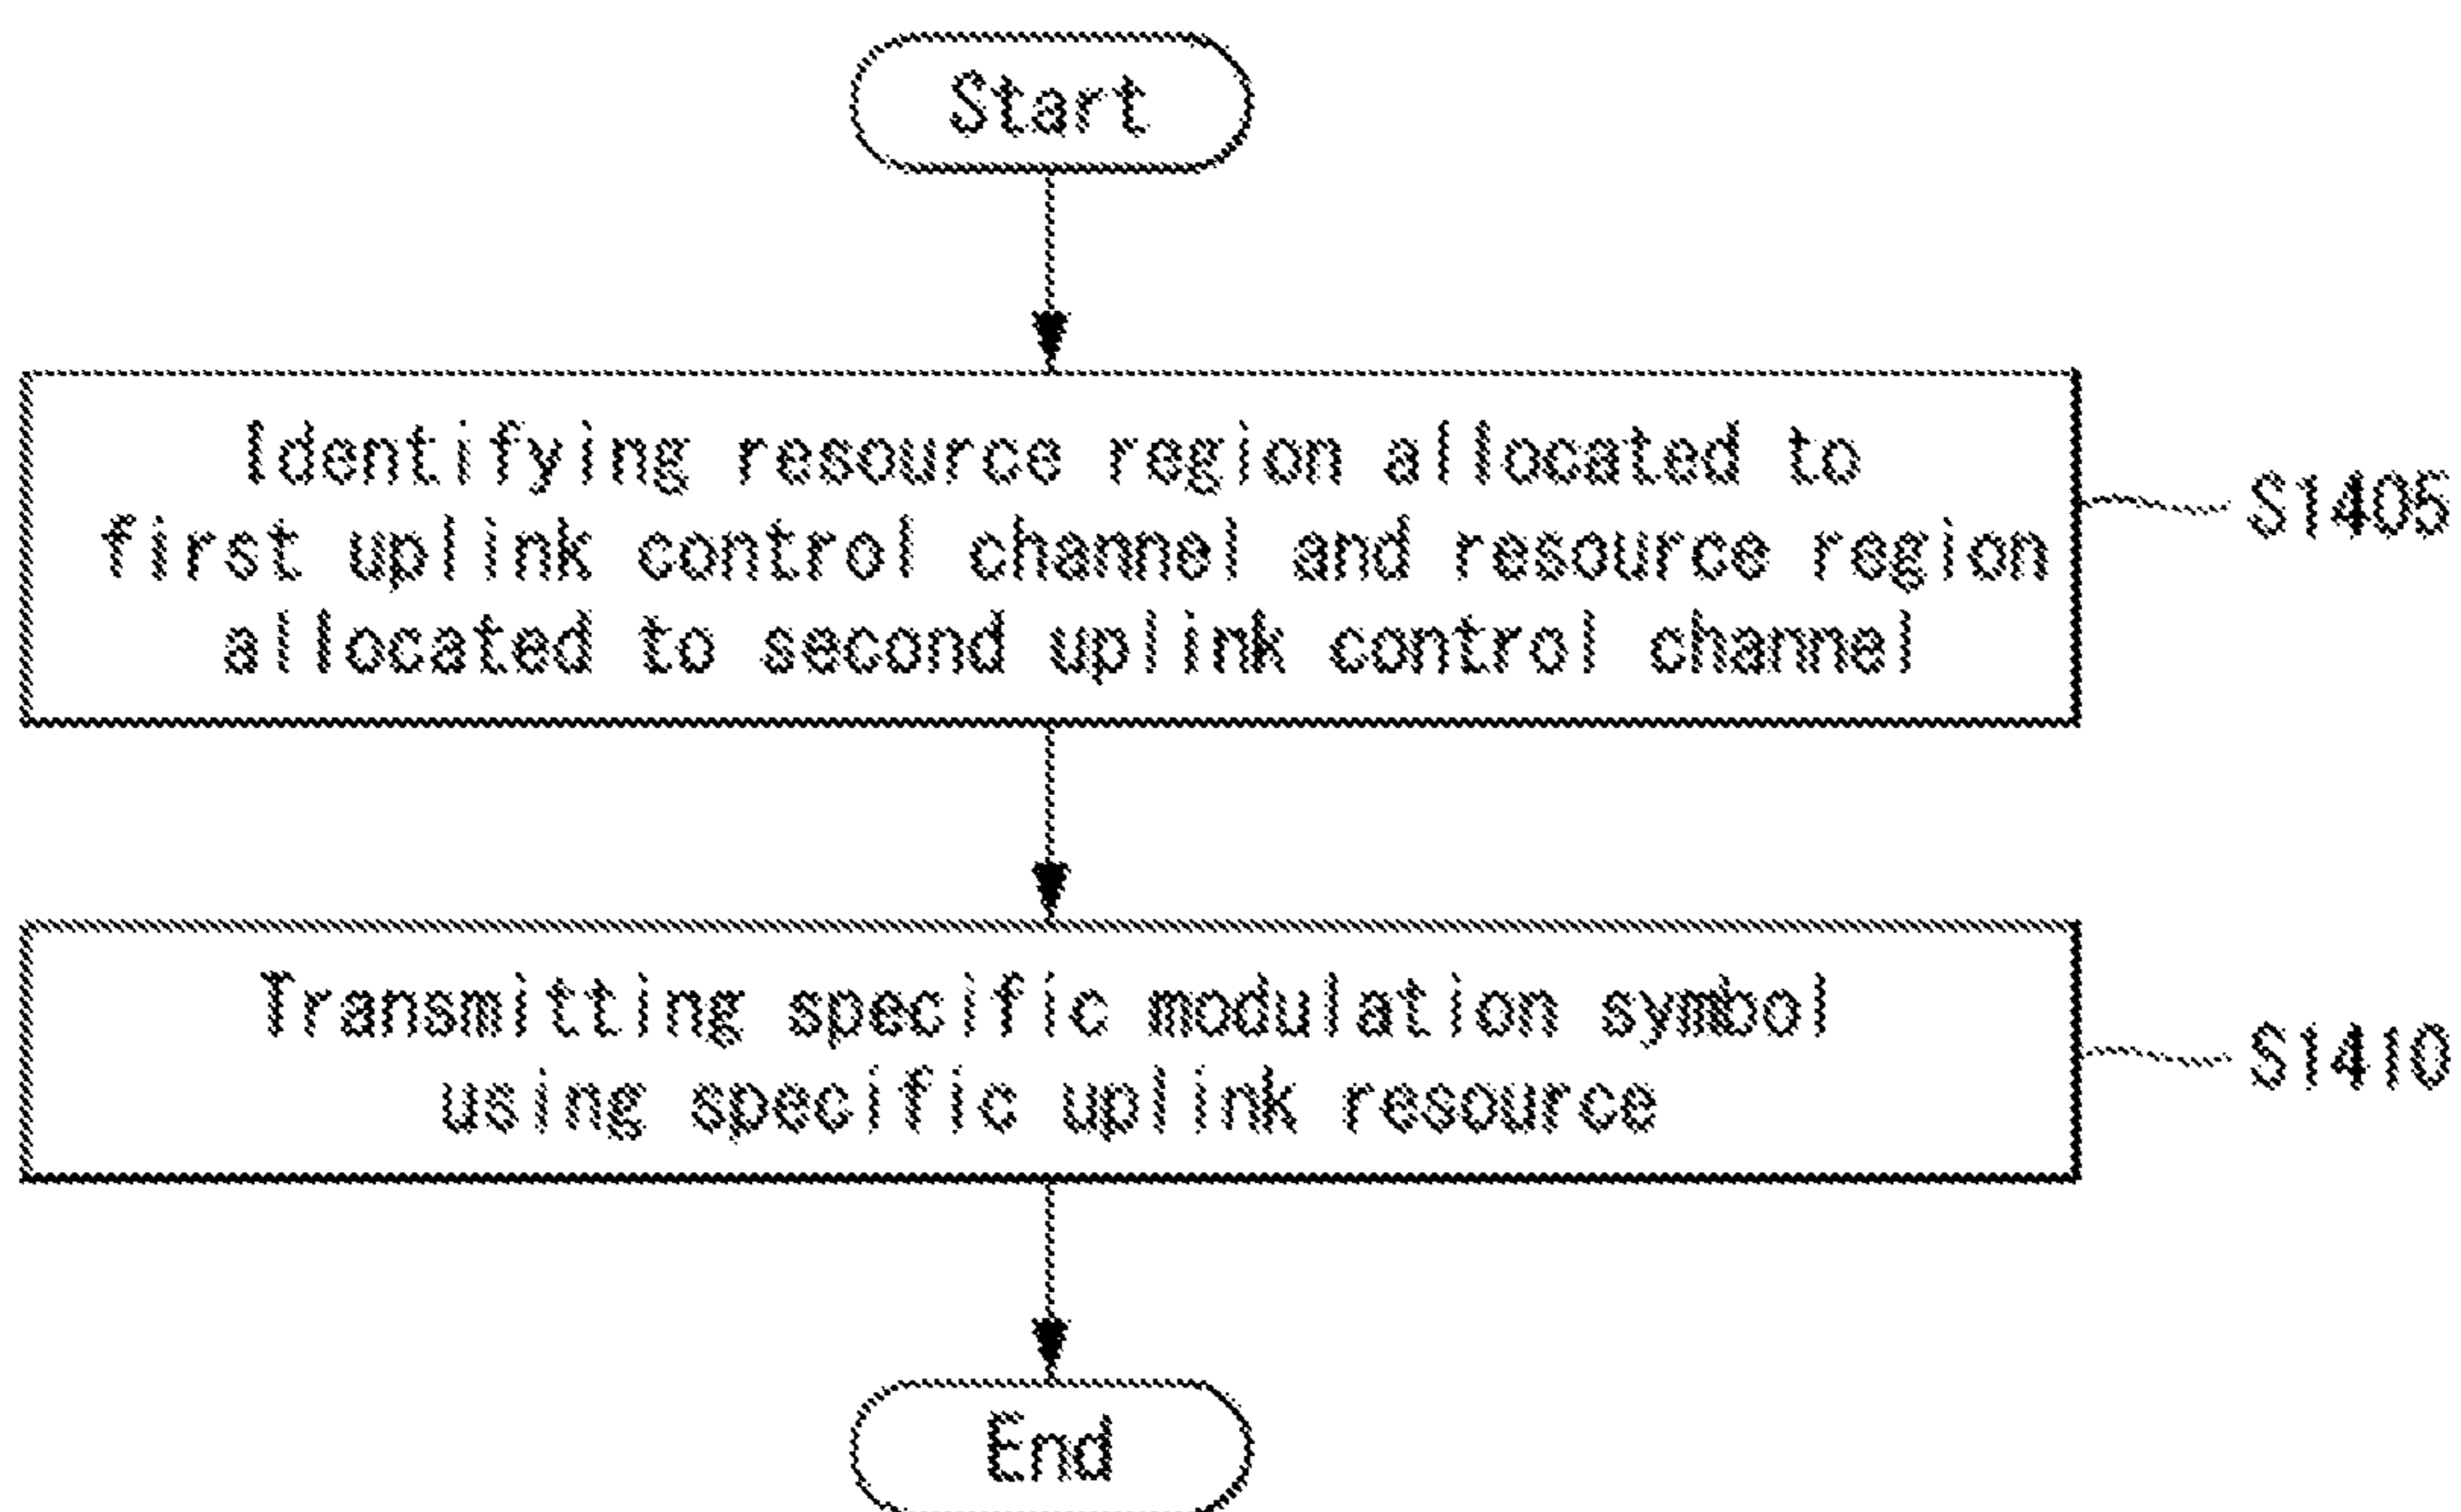 Start
Identifying resource region allocated to
first uplink control channel and resource region
allocated to second uplink control channel
S1405
Transmitting specific modulation symbol
using specific uplink resource
S1410
End